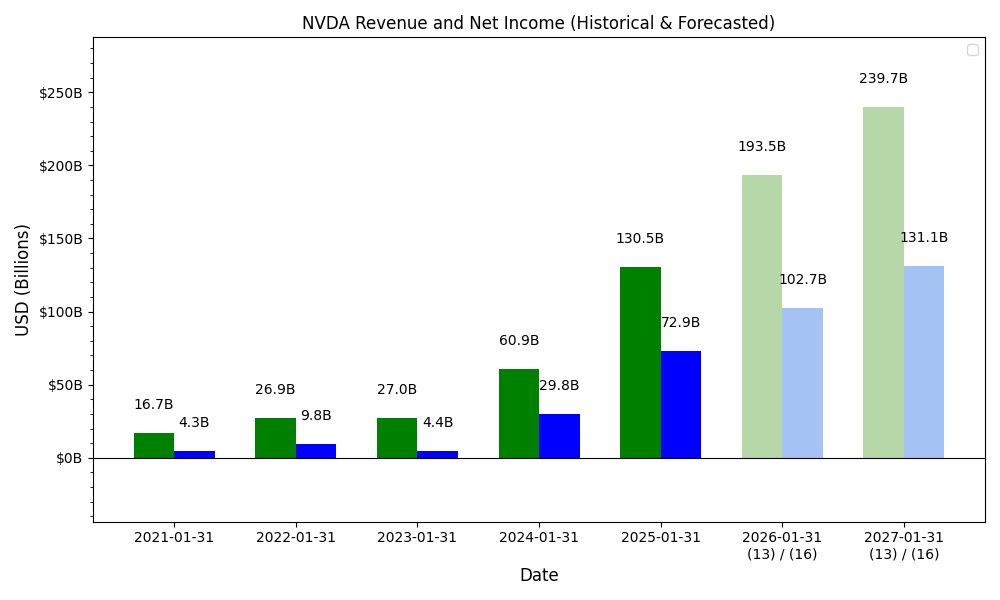 NVDA Revenue and Net Income (Historical & Forecasted)
USD (Billions)
$250B
$200B
$150B
$100B
$50B
$0B
16.7B
4.3B
26.9B
9.8B
27.0B
4.4B
60.9B
29.8B
130.5B
72.9B
193.5B
102.7B
239.7B
131.1B
2021-01-31
2022-01-31
2023-01-31
2024-01-31
2025-01-31
2026-01-31
(13) / (16)
2027-01-31
(13) / (16)
Date